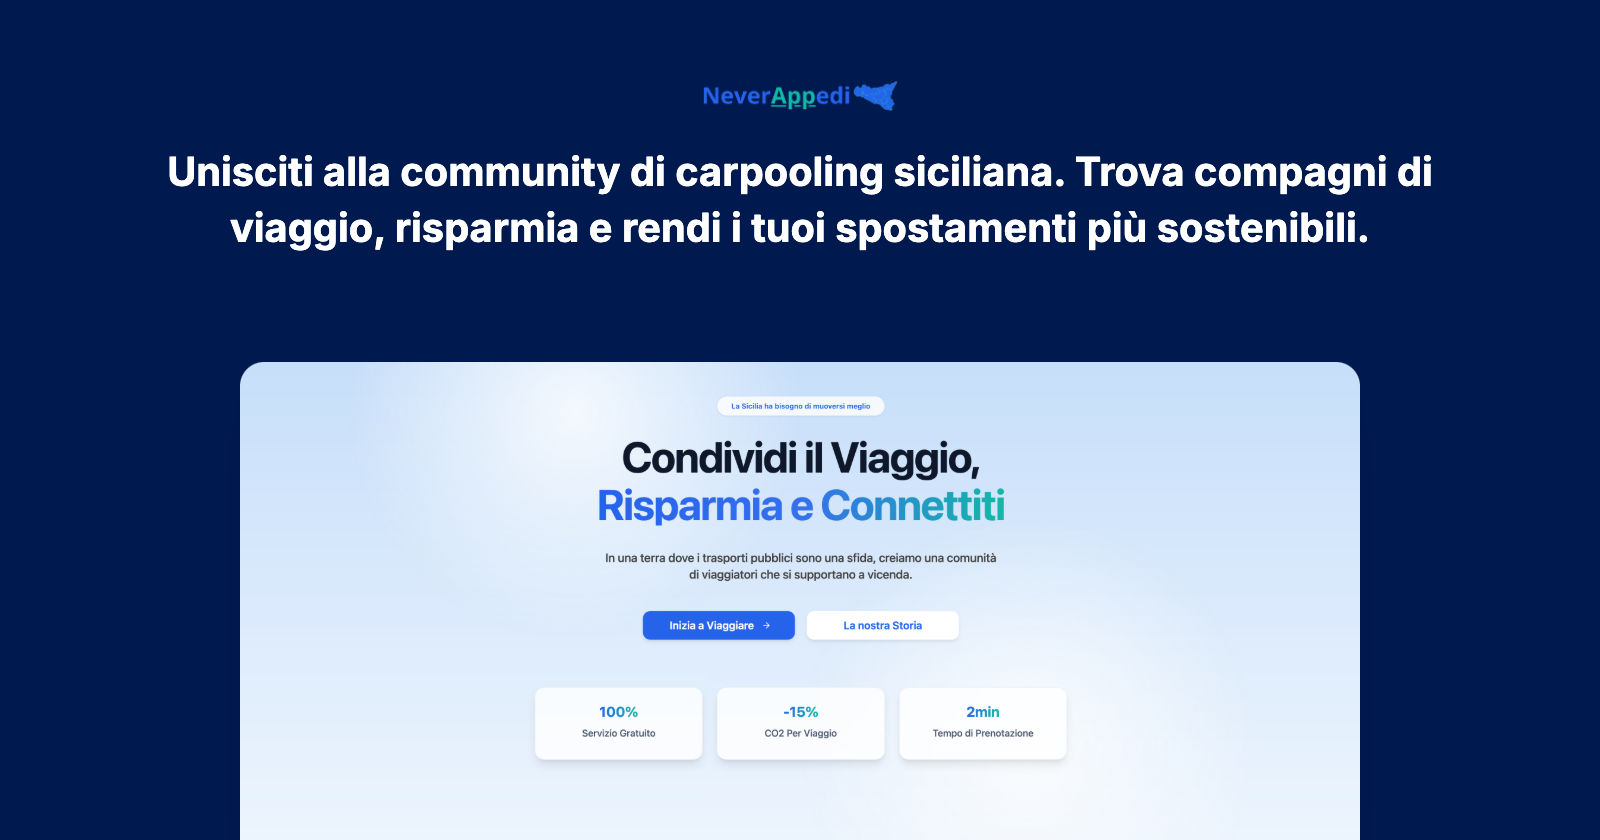 NeverAppedi
Unisciti alla community di carpooling siciliana. Trova compagni di
viaggio, risparmia e rendi i tuoi spostamenti più sostenibili.
La Sicilia ha bisogno di muoversi meglio
Condividi il Viaggio,
Risparmia e Connettiti
In una terra dove i trasporti pubblici sono una sfida, creiamo una comunità
di viaggiatori che si supportano a vicenda.
Inizia a Viaggiare →
La nostra Storia
100%
Servizio Gratuito
-15%
CO2 Per Viaggio
2min
Tempo di Prenotazione